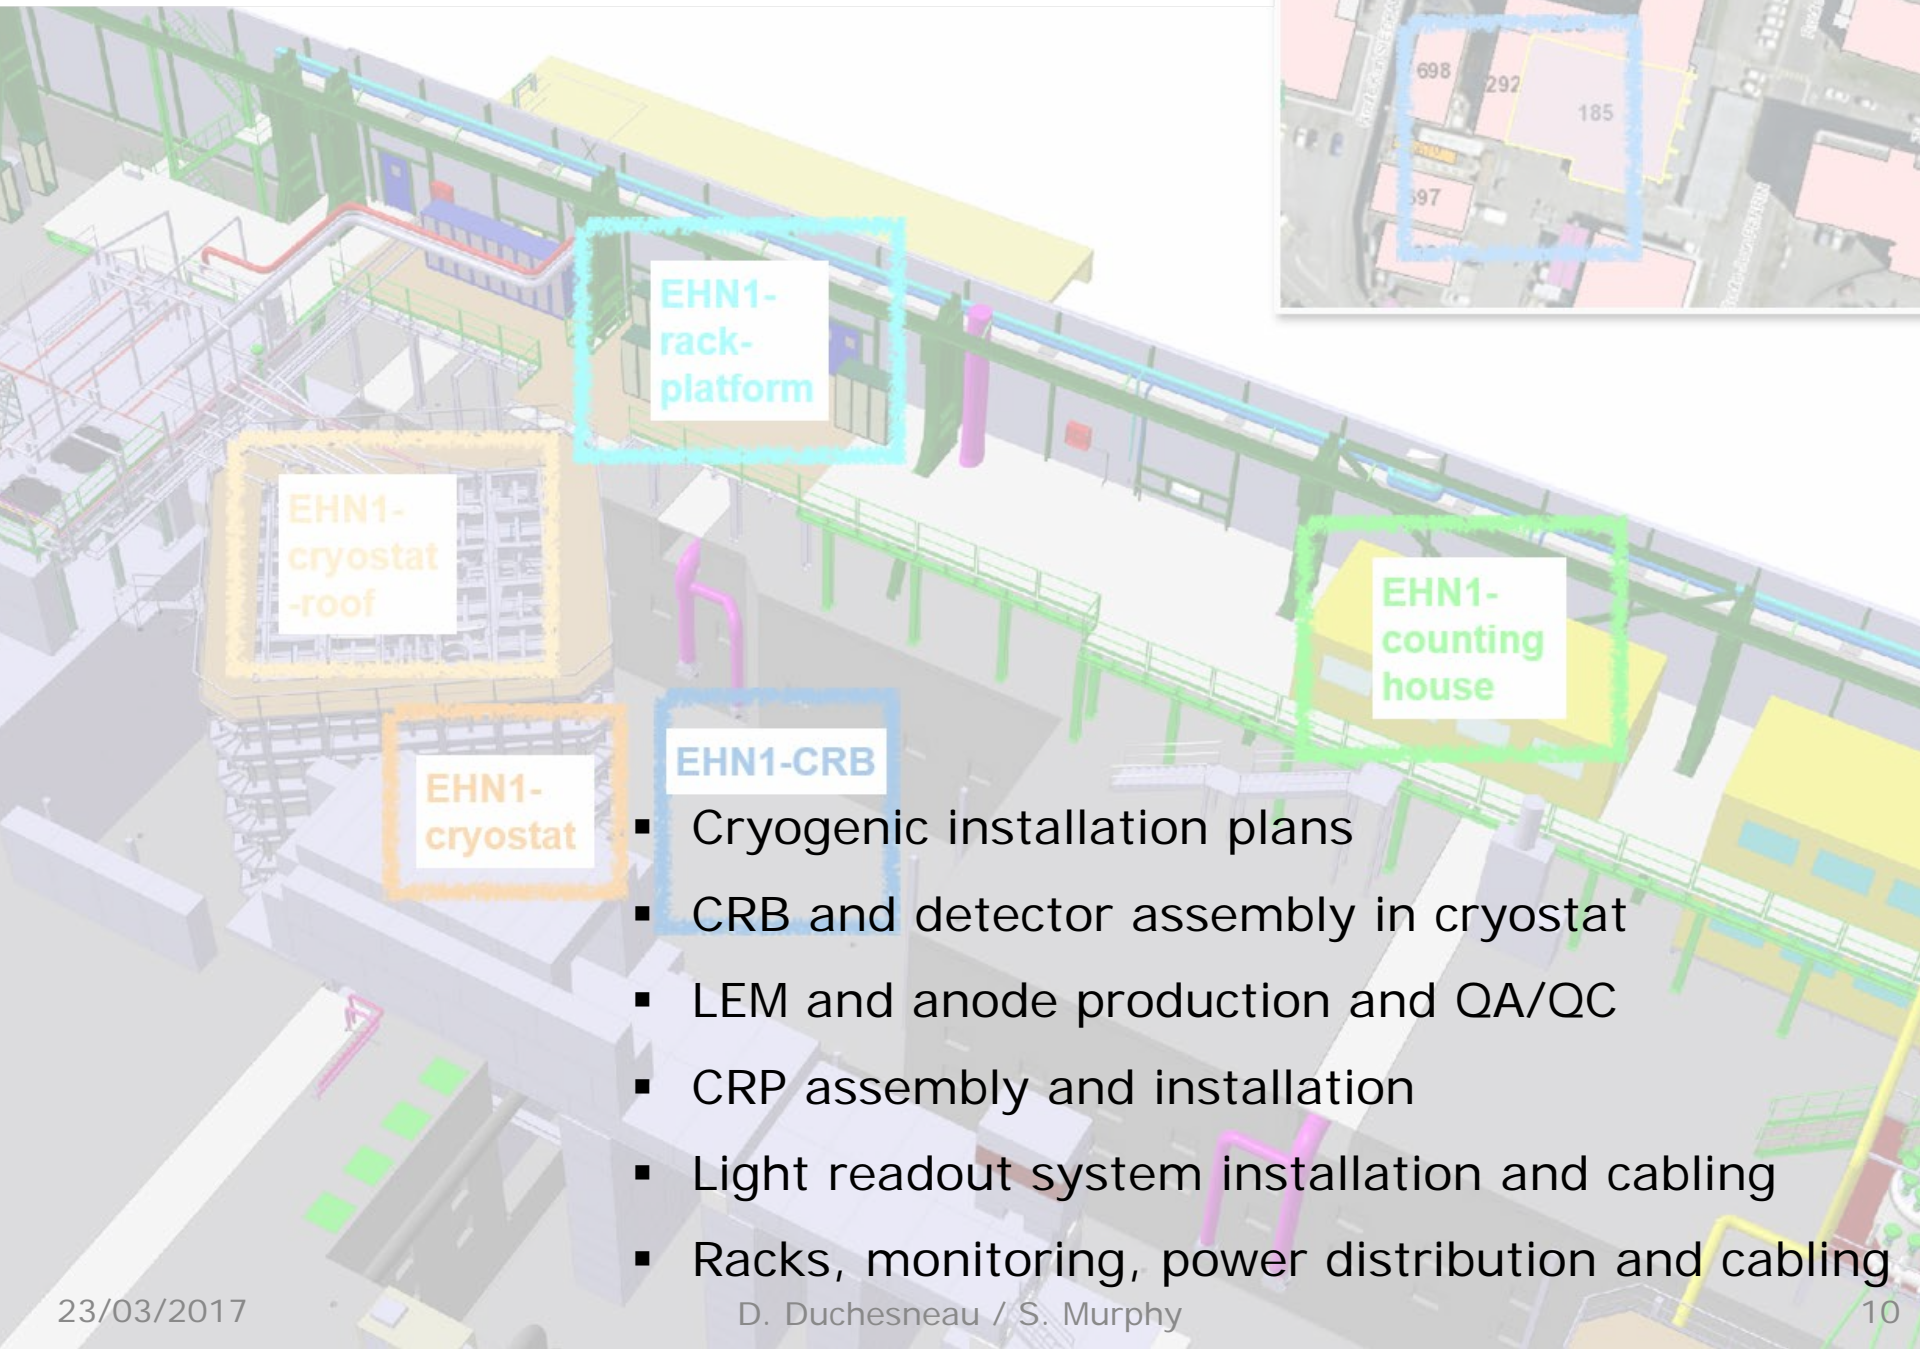 698
292
185
697
EHN1-
rack-
platform
EHN1-
cryostat
-roof
EHN1-
counting
house
EHN1-CRB
EHN1-
cryostat
▪ Cryogenic installation plans
▪ CRB and detector assembly in cryostat
▪ LEM and anode production and QA/QC
▪ CRP assembly and installation
▪ Light readout system installation and cabling
▪ Racks, monitoring, power distribution and cabling
23/03/2017
D. Duchesneau / S. Murphy
10